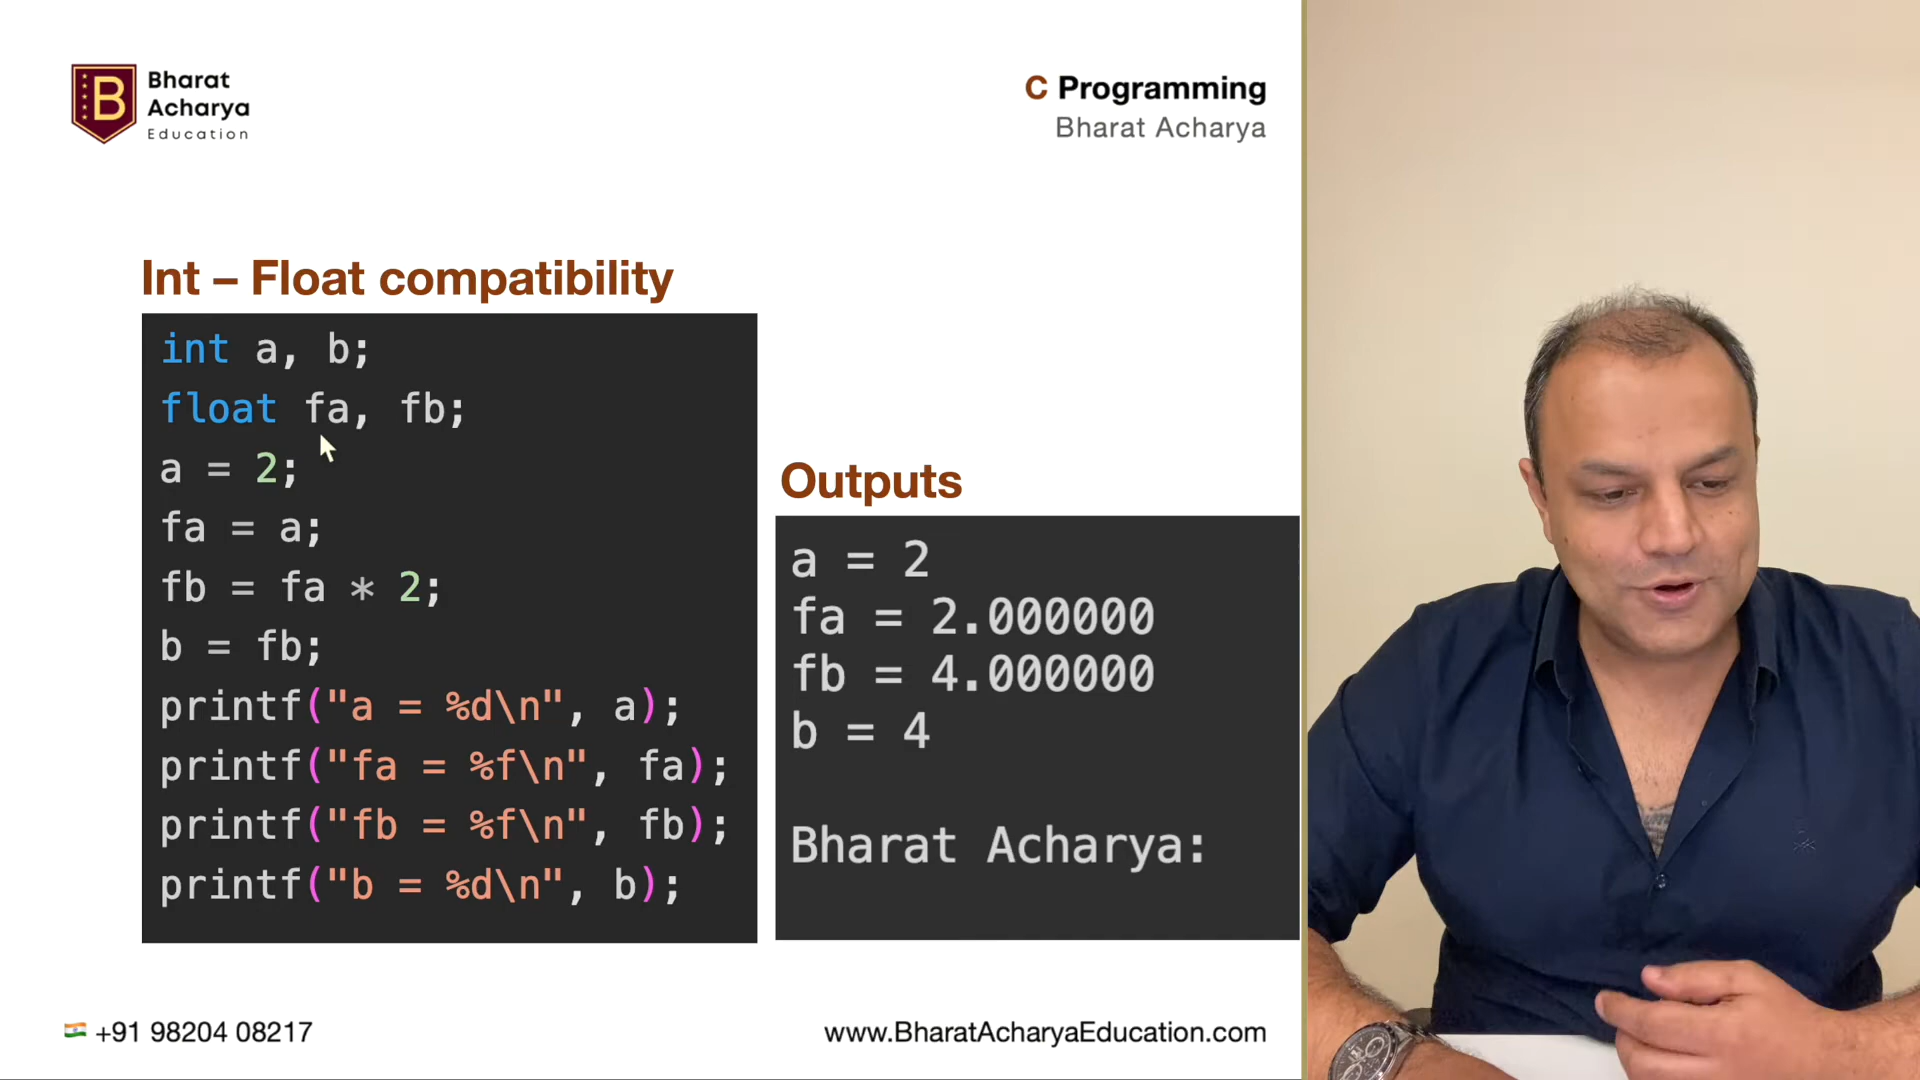 Bharat
Acharya
Education
C Programming
Bharat Acharya
Int – Float compatibility
int a, b;
float fa, fb;
a = 2;
fa = a;
fb = fa * 2;
b = fb;
printf("a = %d\n", a);
printf("fa = %f\n", fa);
printf("fb = %f\n", fb);
printf("b = %d\n", b);
Outputs
a = 2
fa = 2.000000
fb = 4.000000
b = 4
Bharat Acharya:
+91 98204 08217
www.BharatAcharyaEducation.com